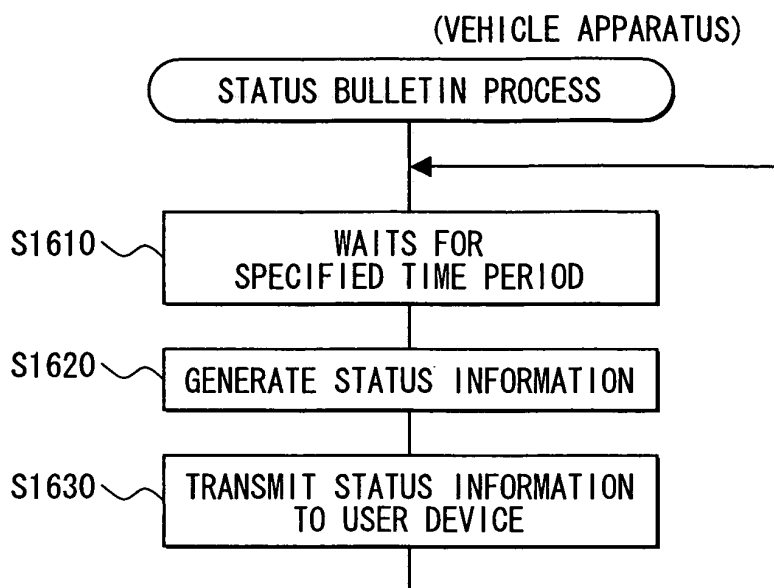 (VEHICLE APPARATUS)
STATUS BULLETIN PROCESS
S1610
WAITS FOR
SPECIFIED TIME PERIOD
S1620
GENERATE STATUS INFORMATION
S1630
TRANSMIT STATUS INFORMATION
TO USER DEVICE